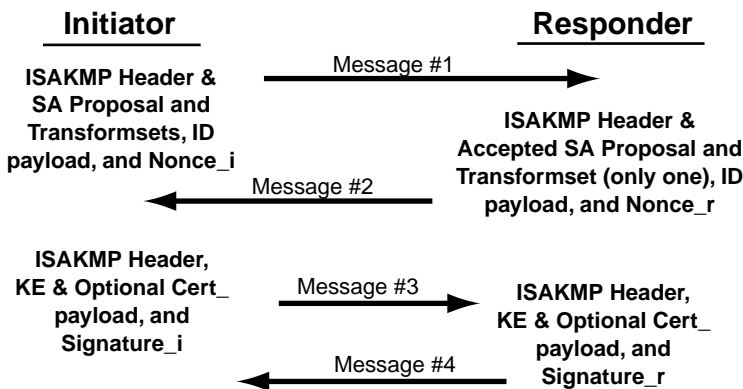 Initiator
Responder
Message #1
ISAKMP Header &
SA Proposal and
Transformsets, ID
payload, and Nonce_i
ISAKMP Header &
Accepted SA Proposal and
Transformset (only one), ID
payload, and Nonce_r
Message #2
ISAKMP Header,
KE & Optional Cert_
payload, and
Signature_i
Message #3
ISAKMP Header,
KE & Optional Cert_
payload, and
Signature_r
Message #4